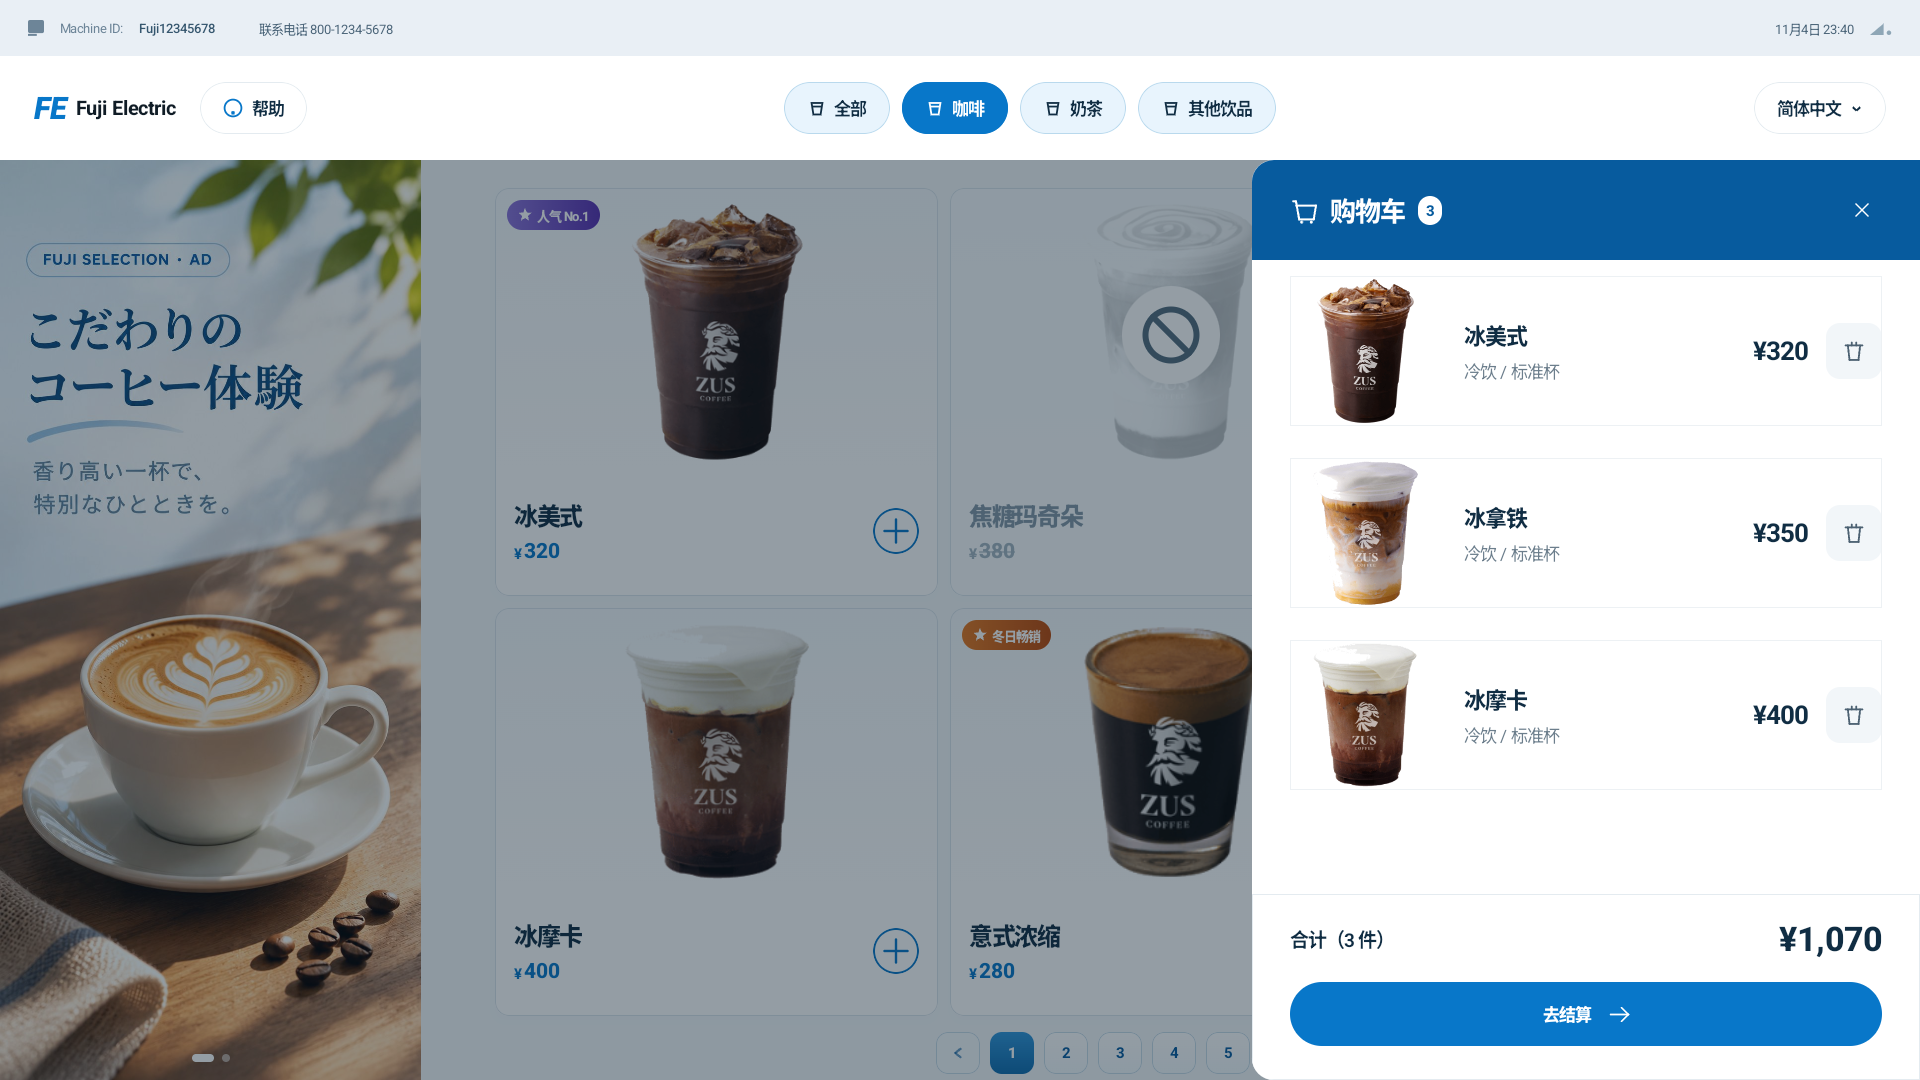 Machine ID: Fuji12345678 联系电话 800-1234-5678
11月4日 23:40
FE Fuji Electric
帮助
全部
咖啡
奶茶
其他饮品
简体中文
FUJI SELECTION・AD
こだわりの
コーヒー体験
香り高い一杯で、
特別なひとときを。
人气 No.1
ZUS
COFFEE
冰美式
¥320
焦糖玛奇朵
¥380
ZUS
COFFEE
冰摩卡
¥400
冬日畅销
ZUS
COFFEE
意式浓缩
¥280
1 2 3 4 5
购物车 3
ZUS
COFFEE
冰美式
冷饮 / 标准杯
¥320
ZUS
COFFEE
冰拿铁
冷饮 / 标准杯
¥350
ZUS
COFFEE
冰摩卡
冷饮 / 标准杯
¥400
合计（3 件）
¥1,070
去结算